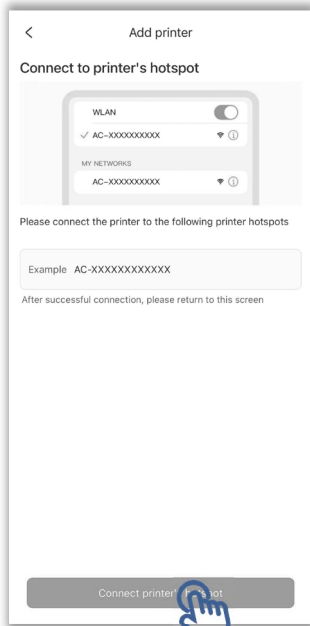 Add printer
Connect to printer's hotspot
WLAN
AC-XXXXXXXXXX
MY NETWORKS
AC-XXXXXXXXXX
Please connect the printer to the following printer hotspots
Example AC-XXXXXXXXXXXX
After successful connection, please return to this screen
Connect printer's hotspot